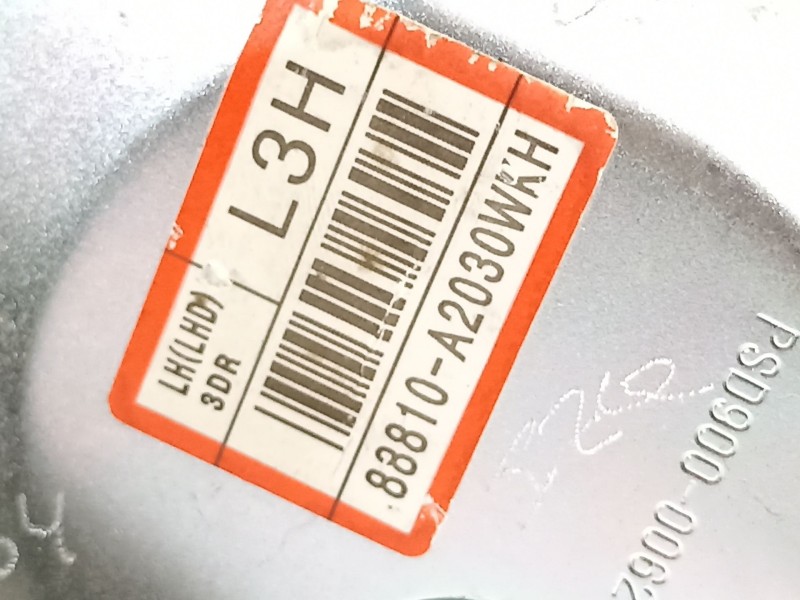 L3H
LH(LHD)
3DR
88810-A2030WKH
PSD900-0062